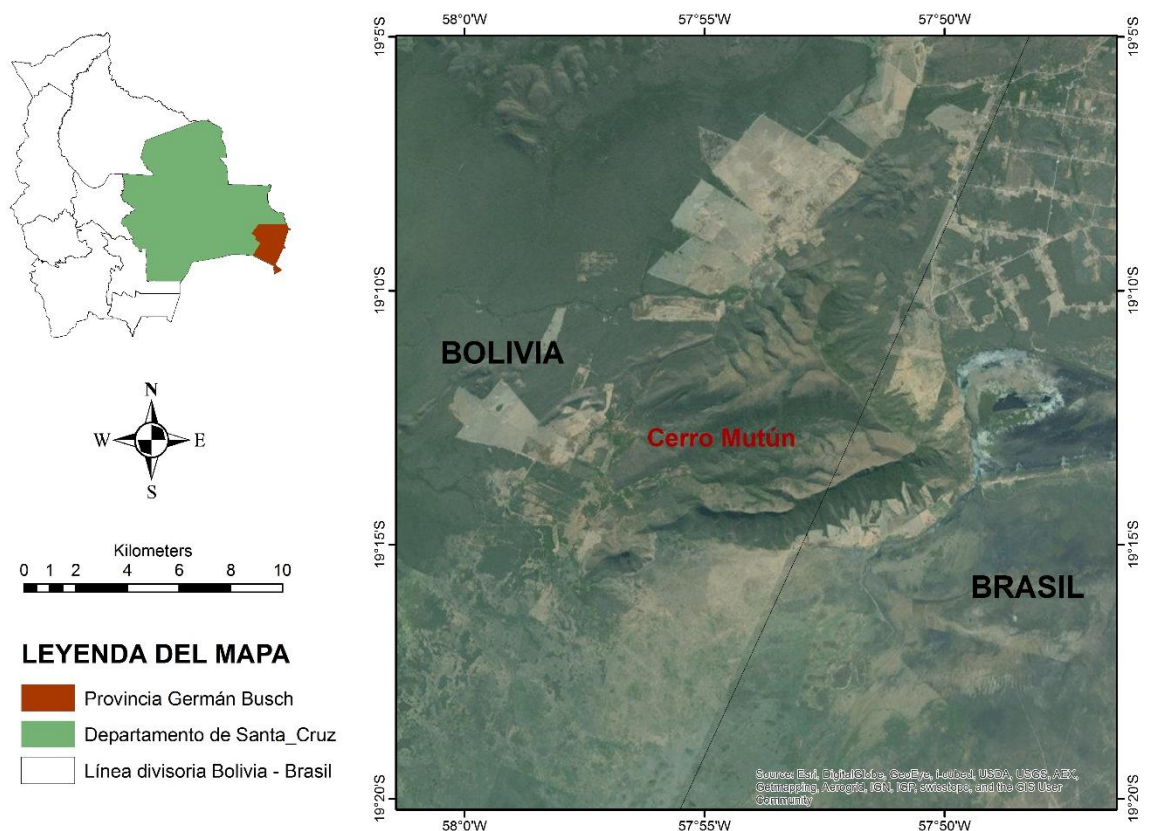 58°0'W 57°55'W 57°50'W
19°5'S 19°5'S
19°10'S 19°10'S
BOLIVIA
Cerro Mutún
N
W E
S
19°15'S 19°15'S
Kilometers
0 1 2 4 6 8 10
BRASIL
LEYENDA DEL MAPA
Provincia Germán Busch
Departamento de Santa_Cruz
Línea divisoria Bolivia - Brasil
Source: Esri, DigitalGlobe, GeoEye, i-cubed, USDA, USGS, AEX,
Getmapping, Aerogrid, IGN, IGP, swisstopo, and the GIS User
Community
19°20'S 19°20'S
58°0'W 57°55'W 57°50'W